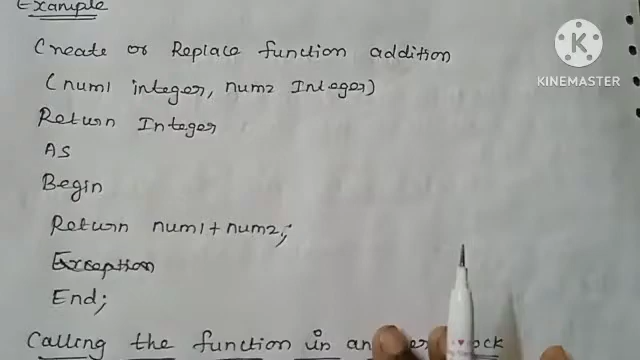 Example
Create or Replace function addition
(num1 integer, num2 Integer)
Return Integer
As
Begin
Return num1 + num2;
Exception
End;
Calling the function in
KINEMASTER